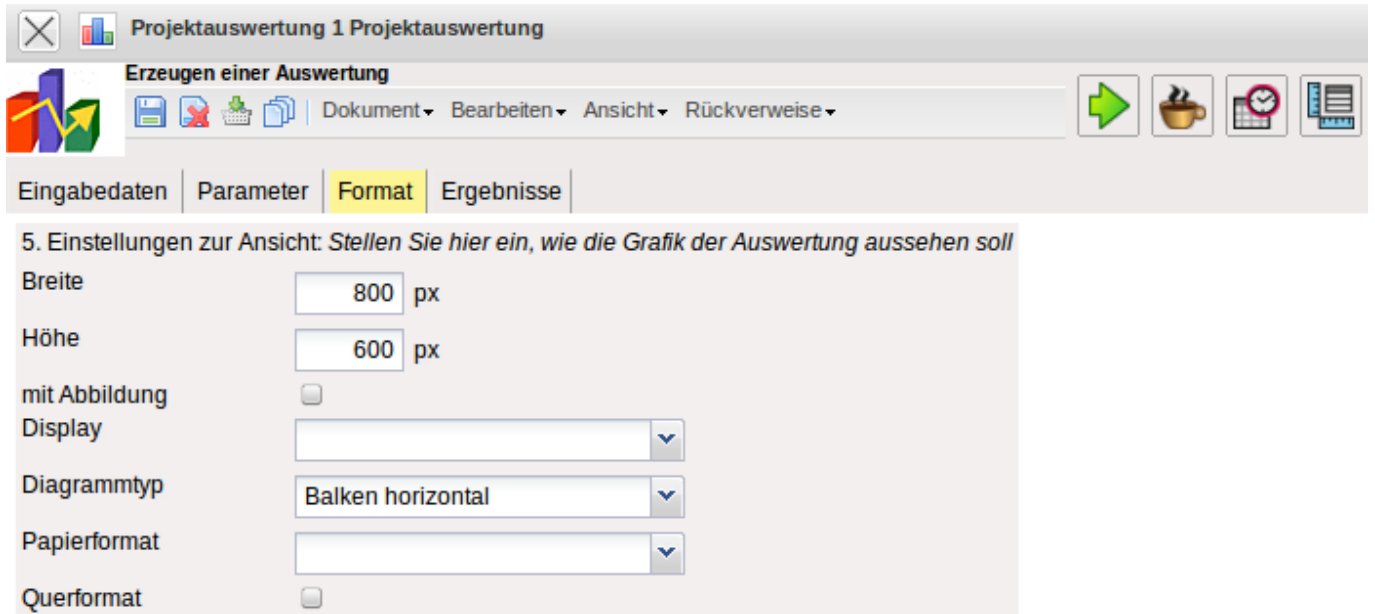 Projektauswertung 1 Projektauswertung
Erzeugen einer Auswertung
Dokument Bearbeiten Ansicht Rückverweise
Eingabedaten Parameter Format Ergebnisse
5. Einstellungen zur Ansicht: Stellen Sie hier ein, wie die Grafik der Auswertung aussehen soll
Breite 800 px
Höhe 600 px
mit Abbildung
Display
Diagrammtyp Balken horizontal
Papierformat
Querformat